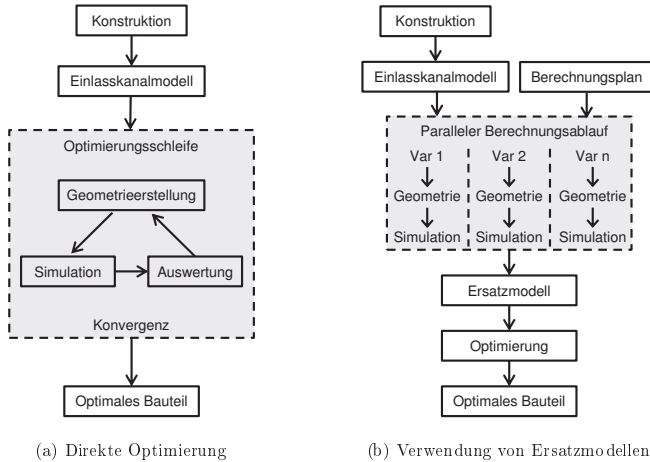 Konstruktion
Einlasskanalmodell
Optimierungsschleife
Geometrieerstellung
Simulation
Auswertung
Konvergenz
Optimales Bauteil
(a) Direkte Optimierung
Konstruktion
Einlasskanalmodell
Berechnungsplan
Paralleler Berechnungsablauf
Var 1 Var 2 Var n
Geometrie Geometrie Geometrie
Simulation Simulation Simulation
Ersatzmodell
Optimierung
Optimales Bauteil
(b) Verwendung von Ersatzmodellen